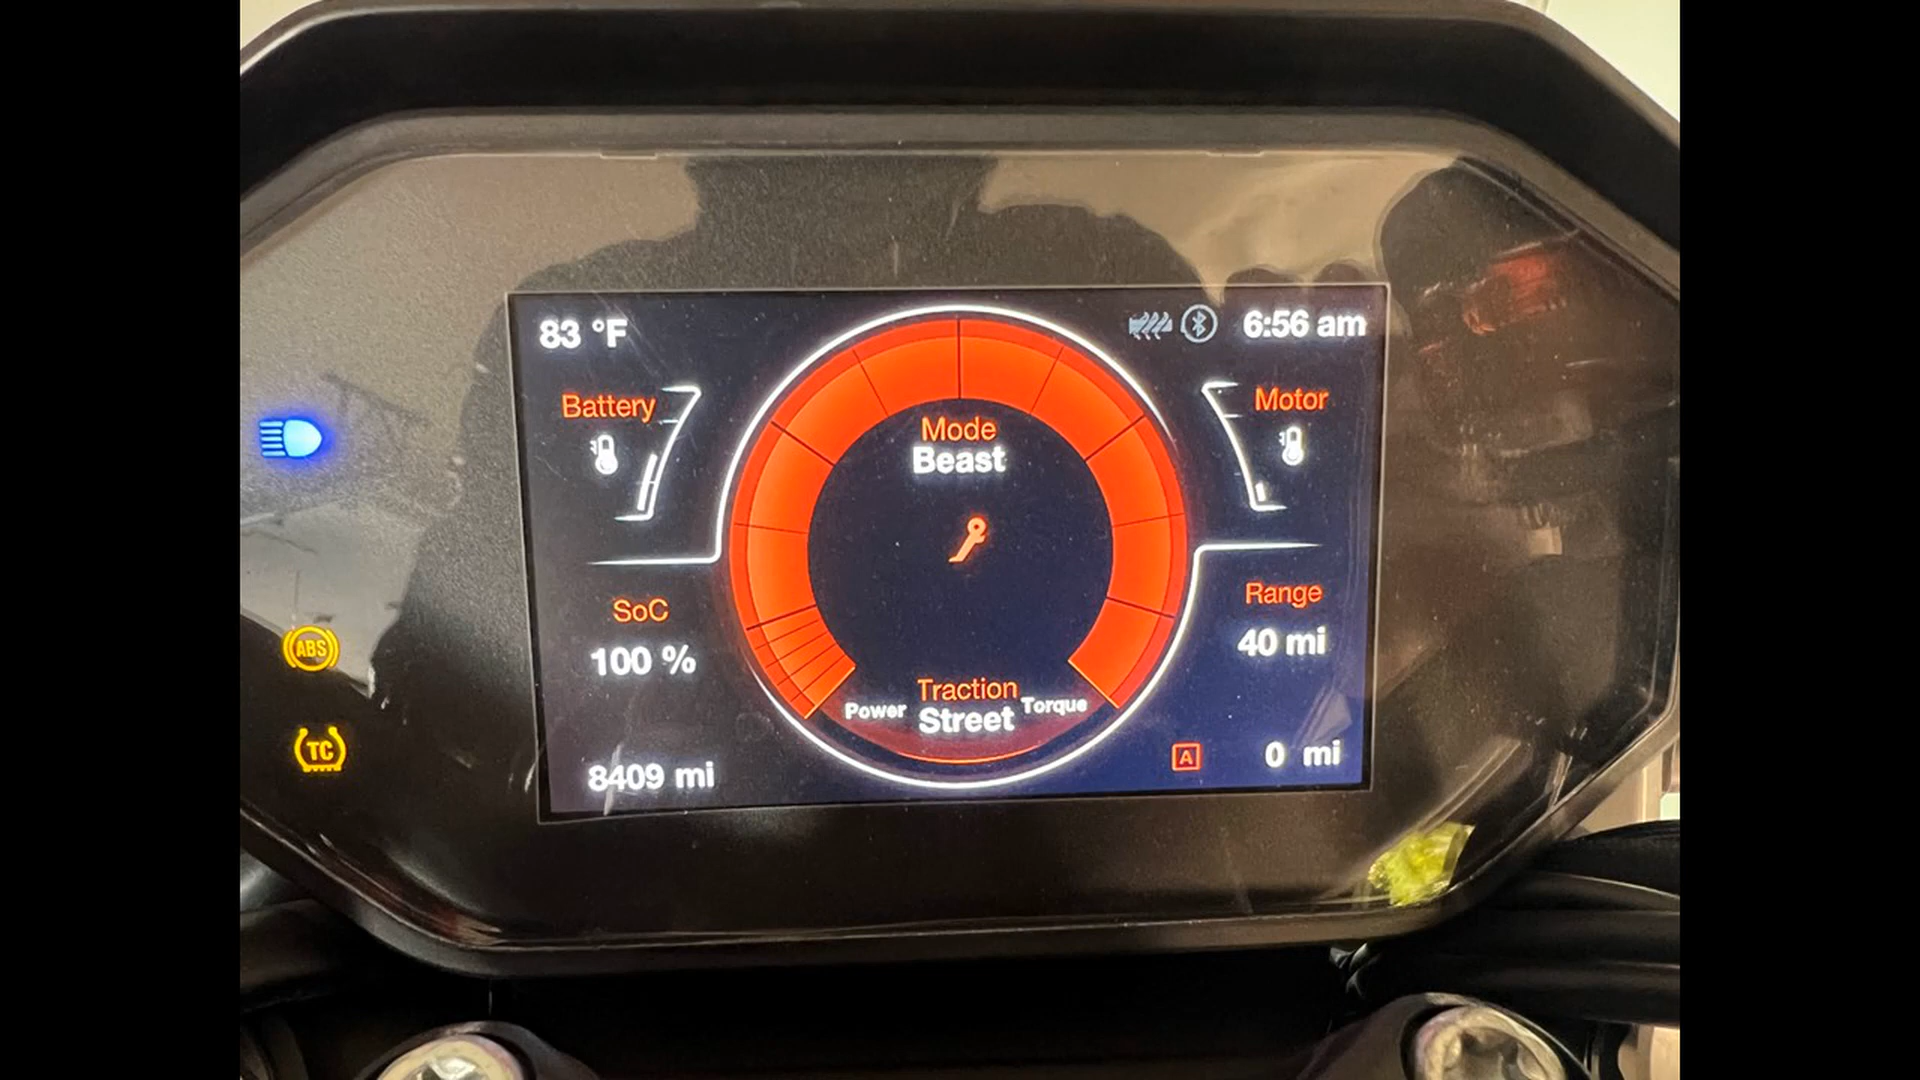 83 °F
6:56 am
Battery
Motor
Mode
Beast
SoC
100 %
Range
40 mi
ABS
TC
Traction
Power Street Torque
8409 mi
A 0 mi